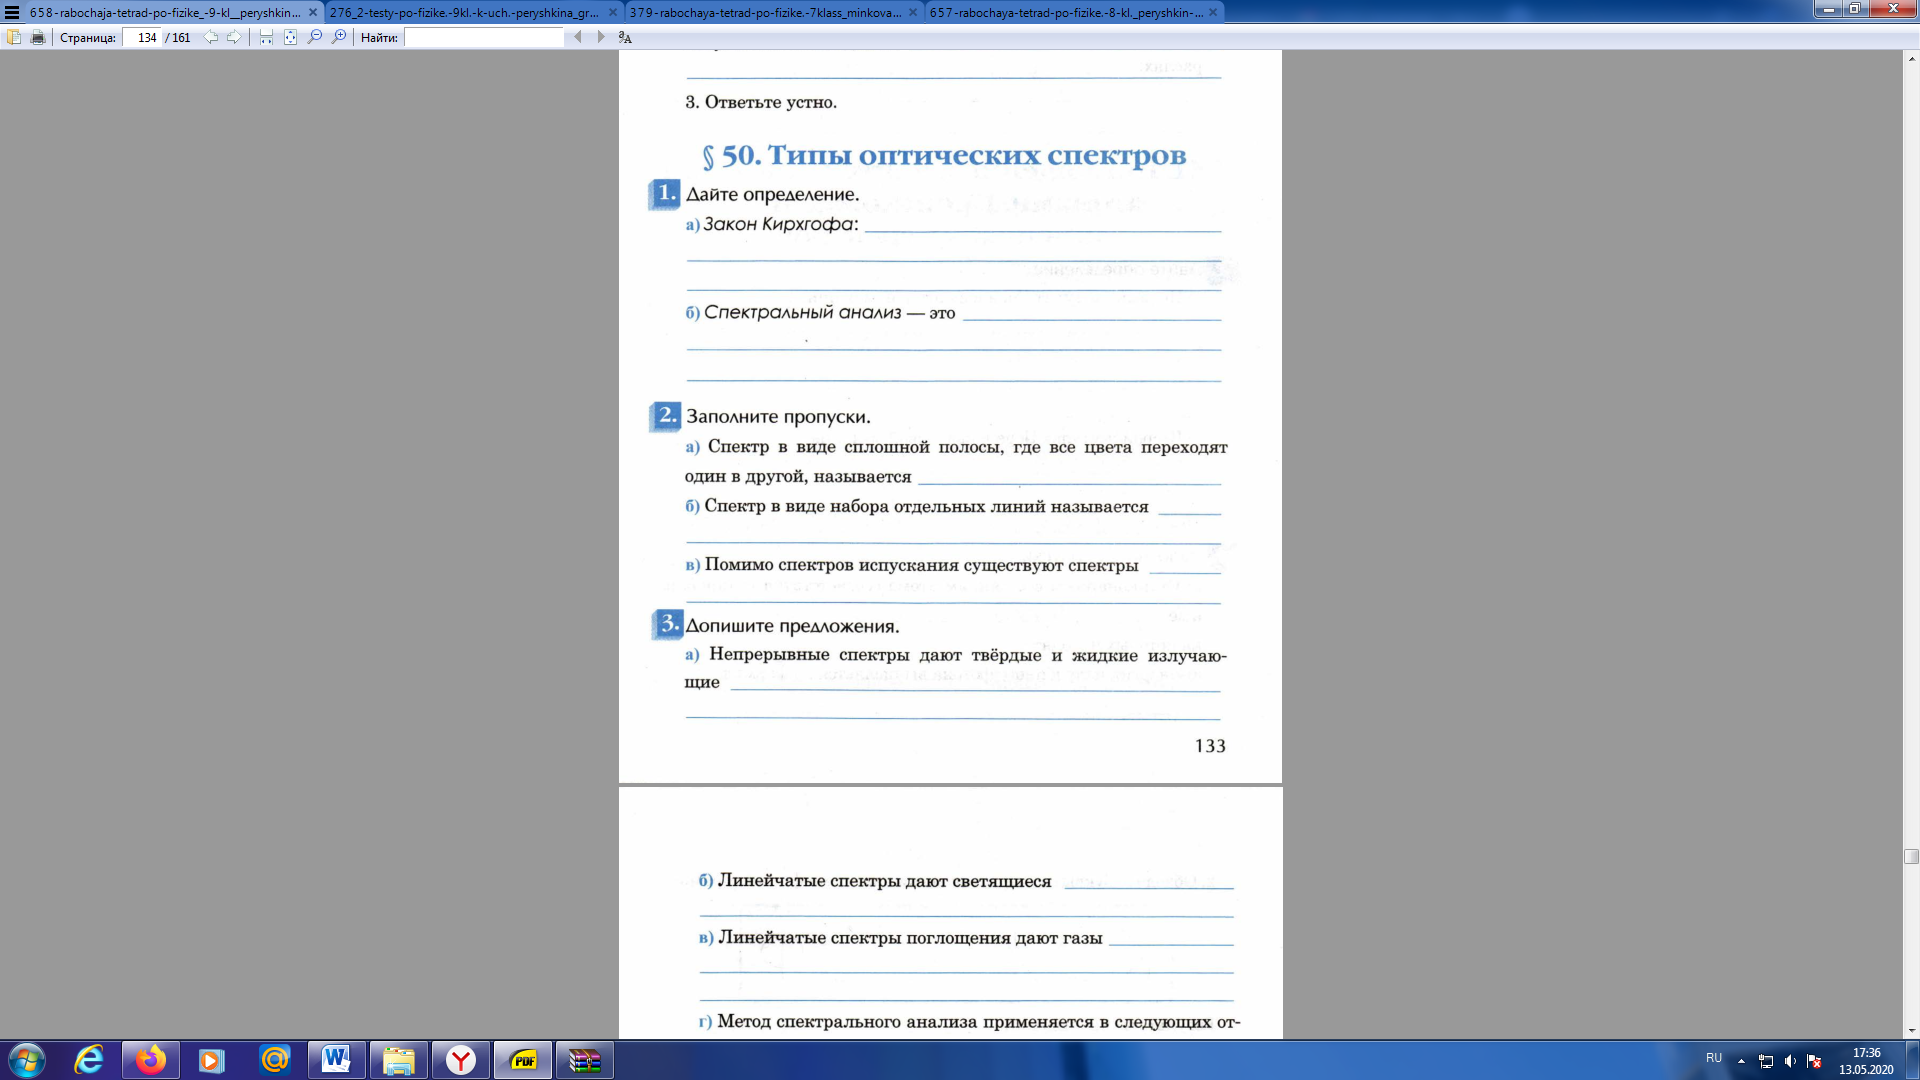 658-rabochaja-tetrad-po-fizike_-9-kl__peryshkin...
276_2-testy-po-fizike.-9kl.-k-uch.-peryshkina_gr...
379-rabochaya-tetrad-po-fizike.-7klass_minkova...
657-rabochaya-tetrad-po-fizike.-8-kl._peryshkin-...
Страница: 134 / 161 Найти:
3. Ответьте устно.
§ 50. Типы оптических спектров
1. Дайте определение.
а) Закон Кирхгофа:
б) Спектральный анализ — это
2. Заполните пропуски.
а) Спектр в виде сплошной полосы, где все цвета переходят
один в другой, называется
б) Спектр в виде набора отдельных линий называется
в) Помимо спектров испускания существуют спектры
3. Допишите предложения.
а) Непрерывные спектры дают твёрдые и жидкие излучаю-
щие
133
б) Линейчатые спектры дают светящиеся
в) Линейчатые спектры поглощения дают газы
г) Метод спектрального анализа применяется в следующих от-
PDF
RU
17:36
13.05.2020